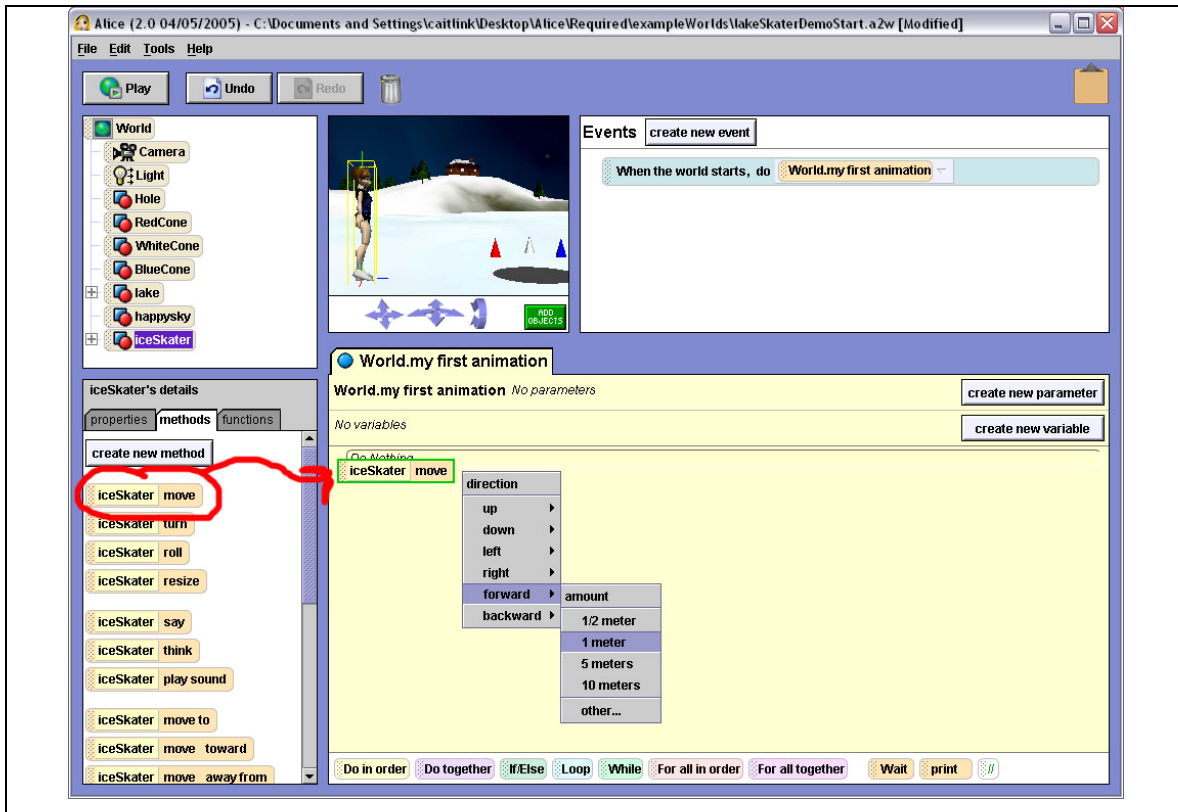 Alice (2.0 04/05/2005) - C:\Documents and Settings\caitlink\Desktop\Alice\Required\exampleWorlds\lakeSkaterDemoStart.a2w [Modified]
File Edit Tools Help
Play Undo Redo
World
Camera
Light
Hole
RedCone
WhiteCone
BlueCone
lake
happysky
iceSkater
ADD
OBJECTS
Events create new event
When the world starts, do World.my first animation
iceSkater's details
properties methods functions
create new method
iceSkater move
iceSkater turn
iceSkater roll
iceSkater resize
iceSkater say
iceSkater think
iceSkater play sound
iceSkater move to
iceSkater move toward
iceSkater move away from
World.my first animation
World.my first animation No parameters create new parameter
No variables create new variable
Do Nothing
iceSkater move
direction
up
down
left
right
forward
backward
amount
1/2 meter
1 meter
5 meters
10 meters
other...
Do in order Do together If/Else Loop While For all in order For all together Wait print //